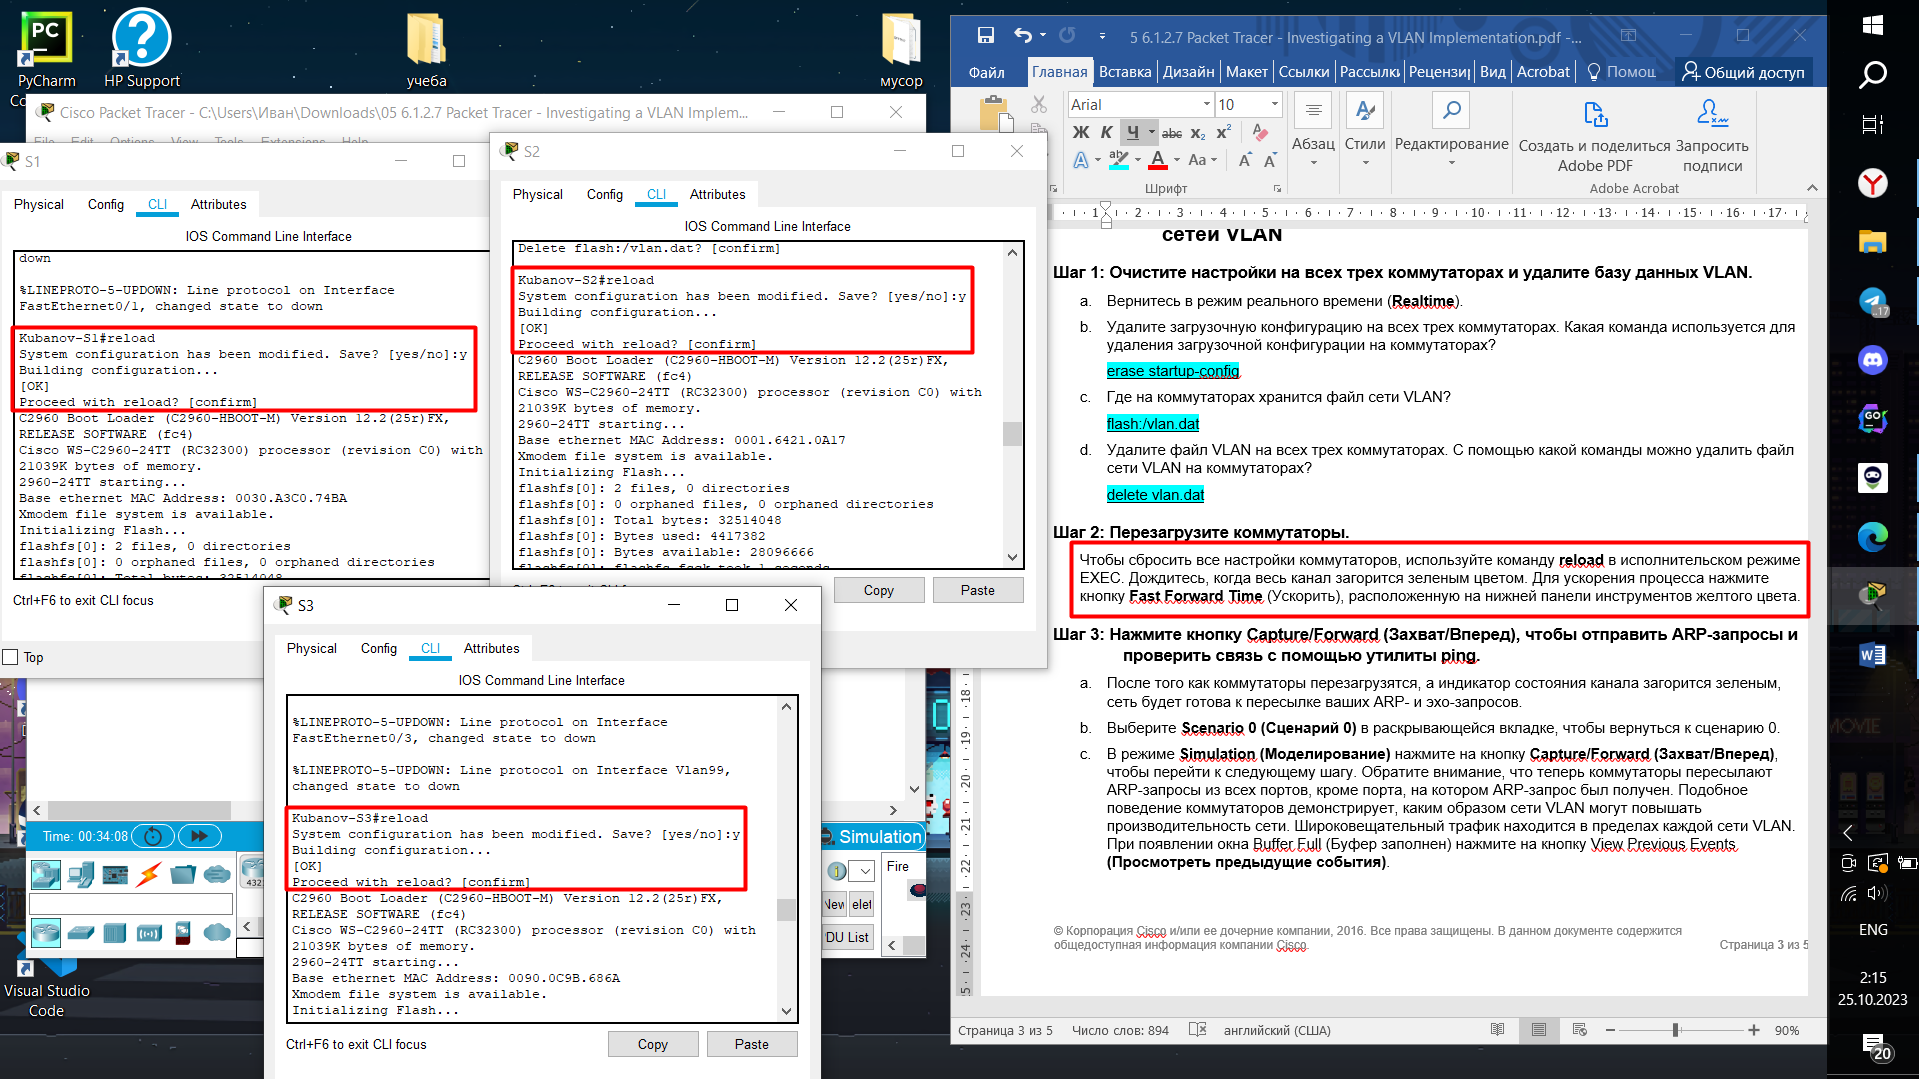 PyCharm
HP Support
учеба
мусор
Cisco Packet Tracer - C:\Users\Иван\Downloads\05 6.1.2.7 Packet Tracer - Investigating a VLAN Implem...
File Edit Options View Tools Extensions Help
S1
Physical Config CLI Attributes
IOS Command Line Interface
down
%LINEPROTO-5-UPDOWN: Line protocol on Interface
FastEthernet0/1, changed state to down
Kubanov-S1#reload
System configuration has been modified. Save? [yes/no]:y
Building configuration...
[OK]
Proceed with reload? [confirm]
C2960 Boot Loader (C2960-HBOOT-M) Version 12.2(25r)FX,
RELEASE SOFTWARE (fc4)
Cisco WS-C2960-24TT (RC32300) processor (revision C0) with
21039K bytes of memory.
2960-24TT starting...
Base ethernet MAC Address: 0030.A3C0.74BA
Xmodem file system is available.
Initializing Flash...
flashfs[0]: 2 files, 0 directories
flashfs[0]: 0 orphaned files, 0 orphaned directories
flashfs[0]: Total bytes: 32514048
Ctrl+F6 to exit CLI focus
Top
S2
Physical Config CLI Attributes
IOS Command Line Interface
Delete flash:/vlan.dat? [confirm]
Kubanov-S2#reload
System configuration has been modified. Save? [yes/no]:y
Building configuration...
[OK]
Proceed with reload? [confirm]
C2960 Boot Loader (C2960-HBOOT-M) Version 12.2(25r)FX,
RELEASE SOFTWARE (fc4)
Cisco WS-C2960-24TT (RC32300) processor (revision C0) with
21039K bytes of memory.
2960-24TT starting...
Base ethernet MAC Address: 0001.6421.0A17
Xmodem file system is available.
Initializing Flash...
flashfs[0]: 2 files, 0 directories
flashfs[0]: 0 orphaned files, 0 orphaned directories
flashfs[0]: Total bytes: 32514048
flashfs[0]: Bytes used: 4417382
flashfs[0]: Bytes available: 28096666
Copy Paste
S3
Physical Config CLI Attributes
IOS Command Line Interface
%LINEPROTO-5-UPDOWN: Line protocol on Interface
FastEthernet0/3, changed state to down
%LINEPROTO-5-UPDOWN: Line protocol on Interface Vlan99,
changed state to down
Kubanov-S3#reload
System configuration has been modified. Save? [yes/no]:y
Building configuration...
[OK]
Proceed with reload? [confirm]
C2960 Boot Loader (C2960-HBOOT-M) Version 12.2(25r)FX,
RELEASE SOFTWARE (fc4)
Cisco WS-C2960-24TT (RC32300) processor (revision C0) with
21039K bytes of memory.
2960-24TT starting...
Base ethernet MAC Address: 0090.0C9B.686A
Xmodem file system is available.
Initializing Flash...
Ctrl+F6 to exit CLI focus
Copy Paste
Time: 00:34:08
Simulation
Fire
DU List
Visual Studio
Code
5 6.1.2.7 Packet Tracer - Investigating a VLAN Implementation.pdf -...
Файл Главная Вставка Дизайн Макет Ссылки Рассылки Рецензи Вид Acrobat Помощ Общий доступ
Arial 10
Абзац Стили Редактирование
Создать и поделиться
Adobe PDF
Запросить
подписи
Шрифт Adobe Acrobat
сетей VLAN
Шаг 1: Очистите настройки на всех трех коммутаторах и удалите базу данных VLAN.
a. Вернитесь в режим реального времени (Realtime).
b. Удалите загрузочную конфигурацию на всех трех коммутаторах. Какая команда используется для
удаления загрузочной конфигурации на коммутаторах?
erase startup-config
c. Где на коммутаторах хранится файл сети VLAN?
flash:/vlan.dat
d. Удалите файл VLAN на всех трех коммутаторах. С помощью какой команды можно удалить файл
сети VLAN на коммутаторах?
delete vlan.dat
Шаг 2: Перезагрузите коммутаторы.
Чтобы сбросить все настройки коммутаторов, используйте команду reload в исполнительском режиме
EXEC. Дождитесь, когда весь канал загорится зеленым цветом. Для ускорения процесса нажмите
кнопку Fast Forward Time (Ускорить), расположенную на нижней панели инструментов желтого цвета.
Шаг 3: Нажмите кнопку Capture/Forward (Захват/Вперед), чтобы отправить ARP-запросы и
проверить связь с помощью утилиты ping.
a. После того как коммутаторы перезагрузятся, а индикатор состояния канала загорится зеленым,
сеть будет готова к пересылке ваших ARP- и эхо-запросов.
b. Выберите Scenario 0 (Сценарий 0) в раскрывающейся вкладке, чтобы вернуться к сценарию 0.
c. В режиме Simulation (Моделирование) нажмите на кнопку Capture/Forward (Захват/Вперед),
чтобы перейти к следующему шагу. Обратите внимание, что теперь коммутаторы пересылают
ARP-запросы из всех портов, кроме порта, на котором ARP-запрос был получен. Подобное
поведение коммутаторов демонстрирует, каким образом сети VLAN могут повышать
производительность сети. Широковещательный трафик находится в пределах каждой сети VLAN.
При появлении окна Buffer Full (Буфер заполнен) нажмите на кнопку View Previous Events
(Просмотреть предыдущие события).
© Корпорация Cisco и/или ее дочерние компании, 2016. Все права защищены. В данном документе содержится
общедоступная информация компании Cisco.
Страница 3 из 5
Страница 3 из 5 Число слов: 894 английский (США) 90%
ENG
2:15
25.10.2023
20